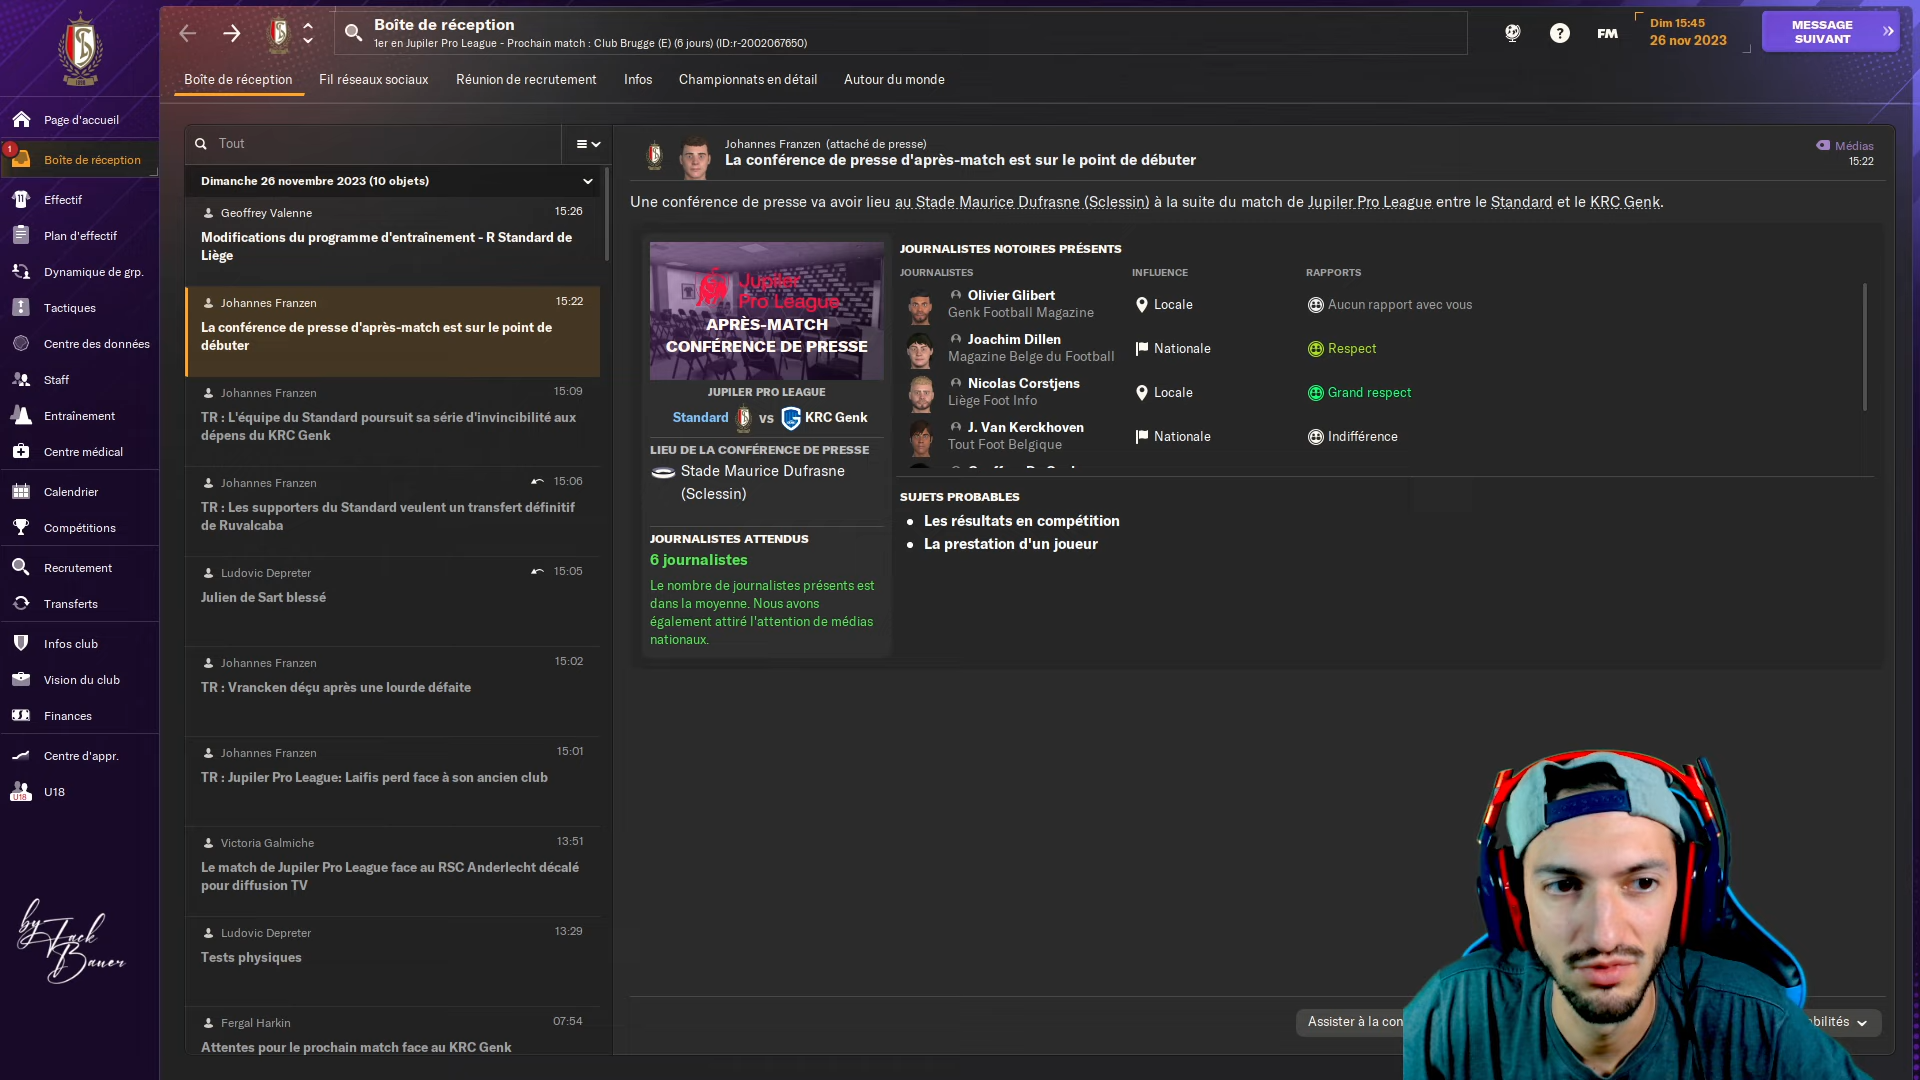 Boîte de réception
1er en Jupiler Pro League - Prochain match : Club Brugge (E) (6 jours) (ID:r-2002067650)
FM
Dim 15:45
26 nov 2023
MESSAGE
SUIVANT
Boîte de réception
Fil réseaux sociaux
Réunion de recrutement
Infos
Championnats en détail
Autour du monde
Page d'accueil
1
Boîte de réception
Effectif
Plan d'effectif
Dynamique de grp.
Tactiques
Centre des données
Staff
Entraînement
Centre médical
Calendrier
Compétitions
Recrutement
Transferts
Infos club
Vision du club
Finances
Centre d'appr.
U18
U18
by Jack
Bauer
Tout
Dimanche 26 novembre 2023 (10 objets)
Geoffrey Valenne
15:26
Modifications du programme d'entraînement - R Standard de
Liège
Johannes Franzen
15:22
La conférence de presse d'après-match est sur le point de
débuter
Johannes Franzen
15:09
TR : L'équipe du Standard poursuit sa série d'invincibilité aux
dépens du KRC Genk
Johannes Franzen
15:06
TR : Les supporters du Standard veulent un transfert définitif
de Ruvalcaba
Ludovic Depreter
15:05
Julien de Sart blessé
Johannes Franzen
15:02
TR : Vrancken déçu après une lourde défaite
Johannes Franzen
15:01
TR : Jupiler Pro League: Laifis perd face à son ancien club
Victoria Galmiche
13:51
Le match de Jupiler Pro League face au RSC Anderlecht décalé
pour diffusion TV
Ludovic Depreter
13:29
Tests physiques
Fergal Harkin
07:54
Attentes pour le prochain match face au KRC Genk
Johannes Franzen (attaché de presse)
La conférence de presse d'après-match est sur le point de débuter
Médias
15:22
Une conférence de presse va avoir lieu au Stade Maurice Dufrasne (Sclessin) à la suite du match de Jupiler Pro League entre le Standard et le KRC Genk.
Jupiler
Pro League
APRÈS-MATCH
CONFÉRENCE DE PRESSE
JUPILER PRO LEAGUE
Standard vs KRC Genk
LIEU DE LA CONFÉRENCE DE PRESSE
Stade Maurice Dufrasne
(Sclessin)
JOURNALISTES ATTENDUS
6 journalistes
Le nombre de journalistes présents est
dans la moyenne. Nous avons
également attiré l'attention de médias
nationaux.
JOURNALISTES NOTOIRES PRÉSENTS
JOURNALISTES
INFLUENCE
RAPPORTS
Olivier Glibert
Genk Football Magazine
Locale
Aucun rapport avec vous
Joachim Dillen
Magazine Belge du Football
Nationale
Respect
Nicolas Corstjens
Liège Foot Info
Locale
Grand respect
J. Van Kerckhoven
Tout Foot Belgique
Nationale
Indifférence
SUJETS PROBABLES
Les résultats en compétition
La prestation d'un joueur
Assister à la con
bilités